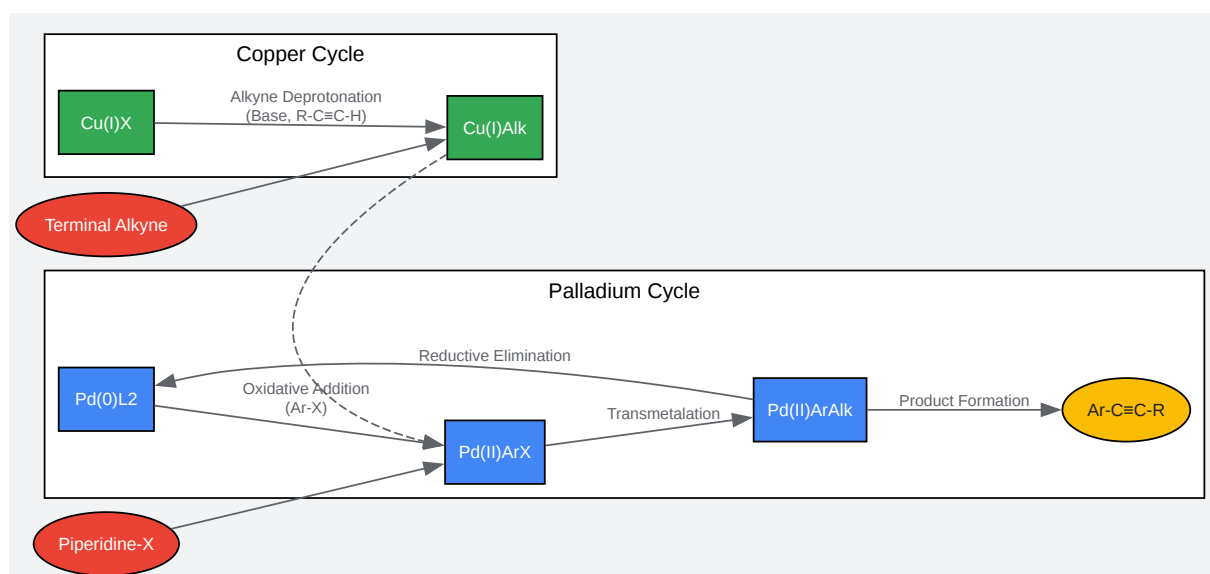 Copper Cycle
Alkyne Deprotonation
(Base, R-C≡C-H)
Cu(I)X
Cu(I)Alk
Terminal Alkyne
Palladium Cycle
Reductive Elimination
Oxidative Addition
(Ar-X)
Pd(0)L2
Transmetalation
Pd(II)ArAlk
Product Formation
Ar-C≡C-R
Pd(II)ArX
Piperidine-X